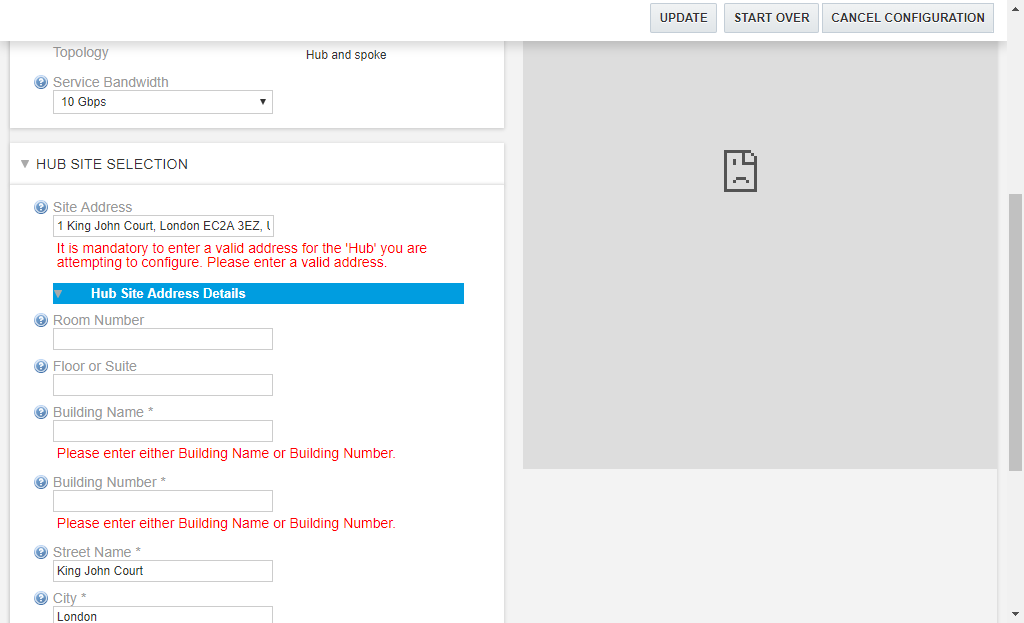 UPDATE
START OVER
CANCEL CONFIGURATION
Topology
Hub and spoke
Service Bandwidth
10 Gbps
HUB SITE SELECTION
Site Address
1 King John Court, London EC2A 3EZ, U
It is mandatory to enter a valid address for the 'Hub' you are
attempting to configure. Please enter a valid address.
Hub Site Address Details
Room Number
Floor or Suite
Building Name *
Please enter either Building Name or Building Number.
Building Number *
Please enter either Building Name or Building Number.
Street Name *
King John Court
City *
London